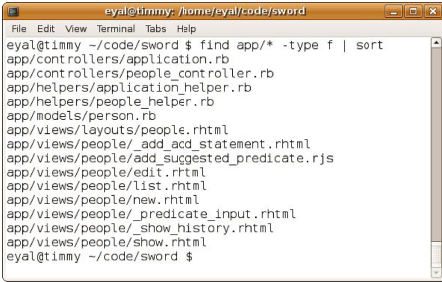 eyal@timmy: /home/eyal/code/sword
File Edit View Terminal Tabs Help
eyal@timmy ~/code/sword $ find app/* -type f | sort
app/controllers/application.rb
app/controllers/people_controller.rb
app/helpers/application_helper.rb
app/helpers/people_helper.rb
app/models/person.rb
app/views/layouts/people.rhtml
app/views/people/_add_add_statement.rhtml
app/views/people/add_suggested_predicate.rjs
app/views/people/edit.rhtml
app/views/people/list.rhtml
app/views/people/new.rhtml
app/views/people/_predicate_input.rhtml
app/views/people/_show_history.rhtml
app/views/people/show.rhtml
eyal@timmy ~/code/sword $